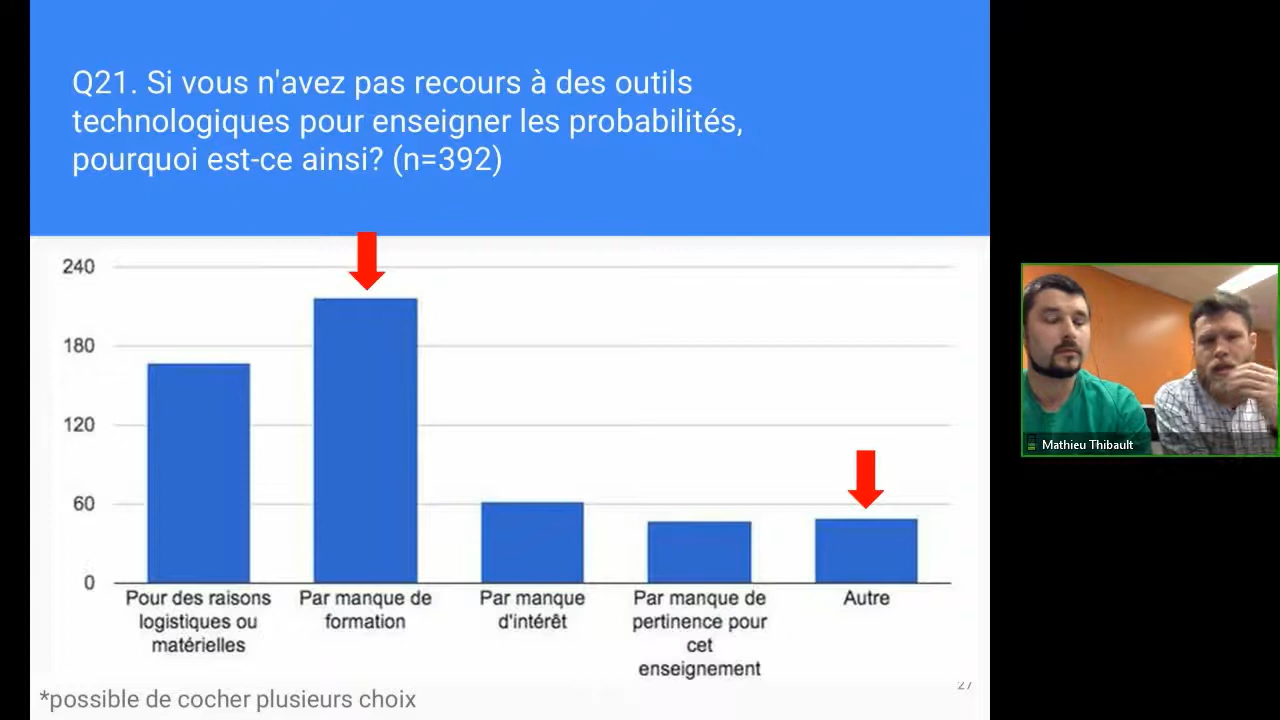 Q21. Si vous n'avez pas recours à des outils
technologiques pour enseigner les probabilités,
pourquoi est-ce ainsi? (n=392)
240
180
120
60
0
Pour des raisons
logistiques ou
matérielles
Par manque de
formation
Par manque
d'intérêt
Par manque de
pertinence pour
cet
enseignement
Autre
*possible de cocher plusieurs choix
27
Mathieu Thibault